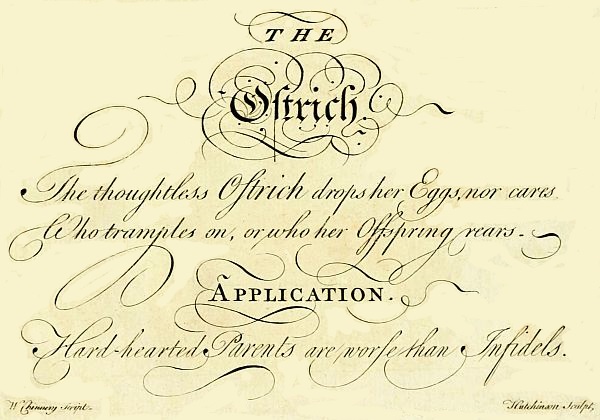 THE
Oſtrich
The thoughtless Oſtrich drops her Eggs, nor cares
Who tramples on, or who her Offspring rears.
APPLICATION.
Hard-hearted Parents are worſe than Infidels.
W Chinnery Script. Hutchinson Sculpt,